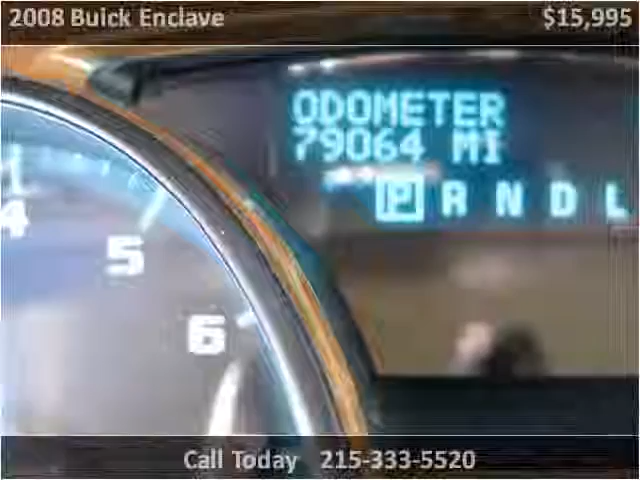 2008 Buick Enclave $15,995
ODOMETER
79064 MI
P R N D L
4
5
6
Call Today 215-333-5520